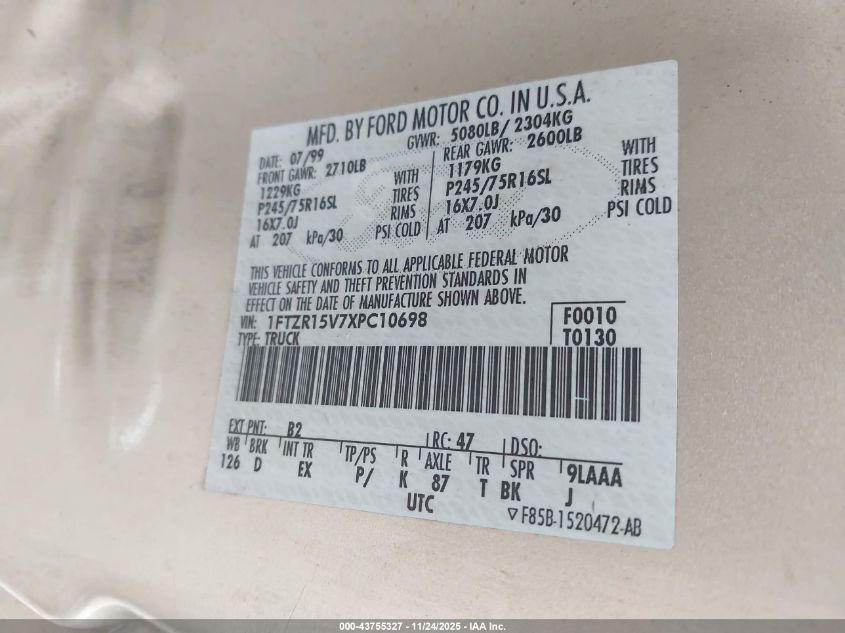 MFD. BY FORD MOTOR CO. IN U.S.A.
DATE: 07/99 GVWR: 5080LB/ 2304KG
FRONT GAWR: 2710LB REAR GAWR: 2600LB
1229KG WITH 1179KG WITH
P245/75R16SL TIRES P245/75R16SL TIRES
16X7.0J RIMS 16X7.0J RIMS
AT 207 kPa/30 PSI COLD AT 207 kPa/30 PSI COLD
THIS VEHICLE CONFORMS TO ALL APPLICABLE FEDERAL MOTOR
VEHICLE SAFETY AND THEFT PREVENTION STANDARDS IN
EFFECT ON THE DATE OF MANUFACTURE SHOWN ABOVE.
VIN: 1FTZR15V7XPC10698 F0010
TYPE: TRUCK T0130
EXT PNT: B2 RC: 47 DSO:
WB BRK INT TR TP/PS R AXLE TR SPR 9LAAA
126 D EX P/ K 87 T BK J
UTC ▽F85B-1520472-AB
000-43755327 - 11/24/2025 - IAA Inc.